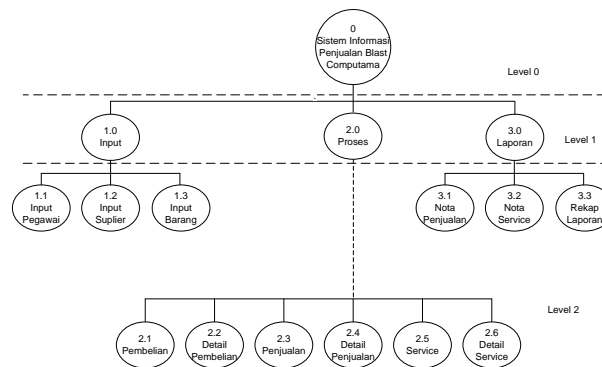 0
Sistem Informasi
Penjualan Blast
Computama
Level 0
1.0
Input
2.0
Proses
3.0
Laporan
Level 1
1.1
Input
Pegawai
1.2
Input
Suplier
1.3
Input
Barang
3.1
Nota
Penjualan
3.2
Nota
Service
3.3
Rekap
Laporan
Level 2
2.1
Pembelian
2.2
Detail
Pembelian
2.3
Penjualan
2.4
Detail
Penjualan
2.5
Service
2.6
Detail
Service